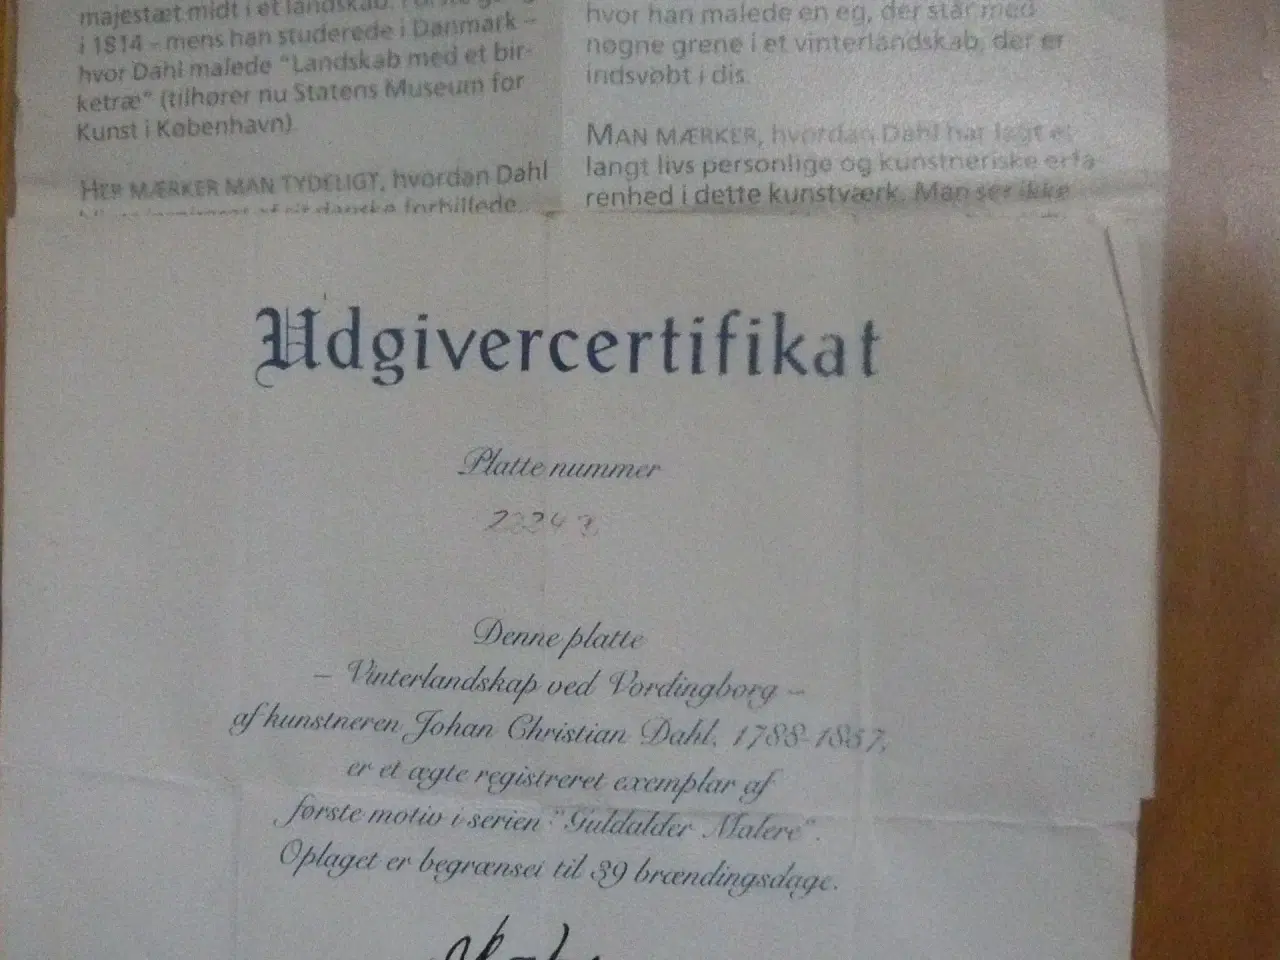 majestæt midt i et landskab.
i 1814 – mens han studerede i Danmark –
hvor Dahl malede "Landskab med et bir-
ketræ" (tilhører nu Statens Museum for
Kunst i København).
HER MÆRKER MAN TYDELIGT, hvordan Dahl
af sit danske forbillede
hvor han malede en eg, der står med
nøgne grene i et vinterlandskab, der er
indsvøbt i dis.
MAN MÆRKER, hvordan Dahl har lagt et
langt livs personlige og kunstneriske erfa
renhed i dette kunstværk. Man ser ikke
Udgivercertifikat
Platte nummer
Denne platte
– Vinterlandskap ved Vordingborg –
af kunstneren Johan Christian Dahl, 1788-1857,
er et ægte registreret exemplar af
første motiv i serien "Guldalder Malere".
Oplaget er begrænset til 39 brændingsdage.